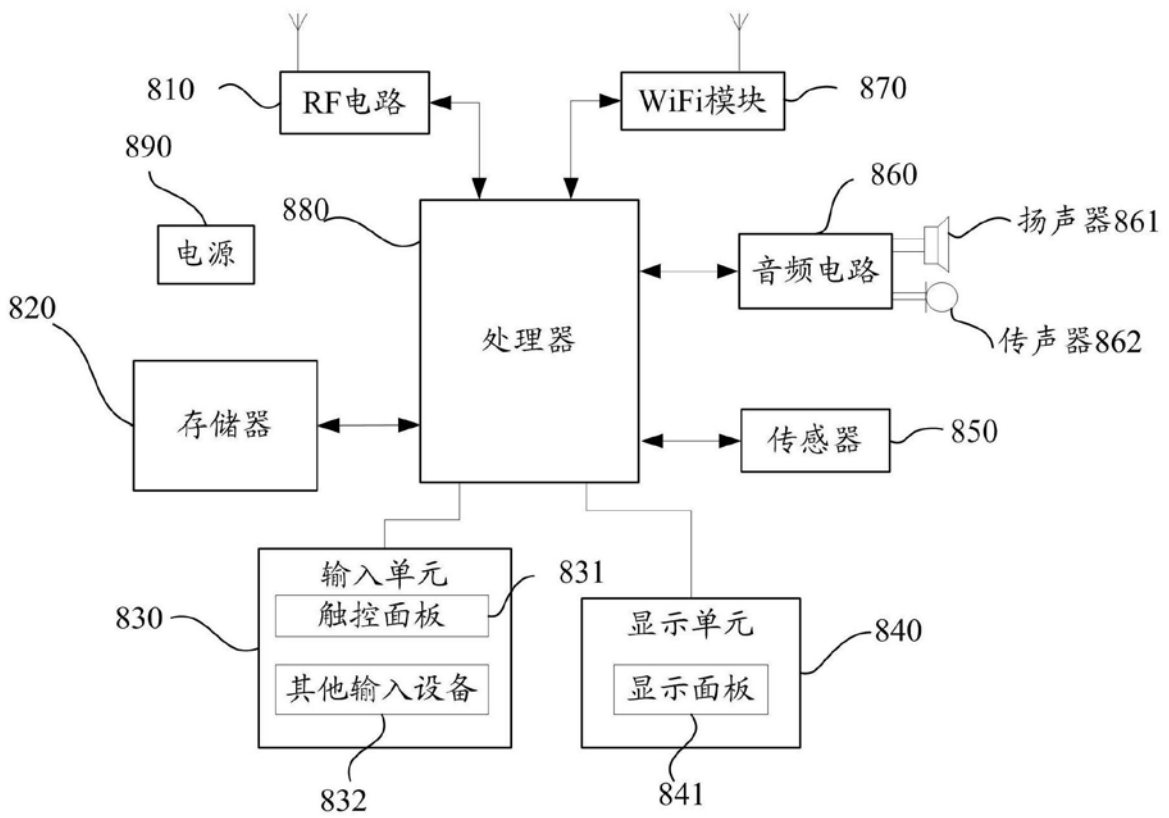 810
RF电路
WiFi模块
870
890
电源
880
860
扬声器861
音频电路
820
处理器
传声器862
存储器
传感器
850
输入单元
831
830
触控面板
显示单元
840
其他输入设备
显示面板
832
841